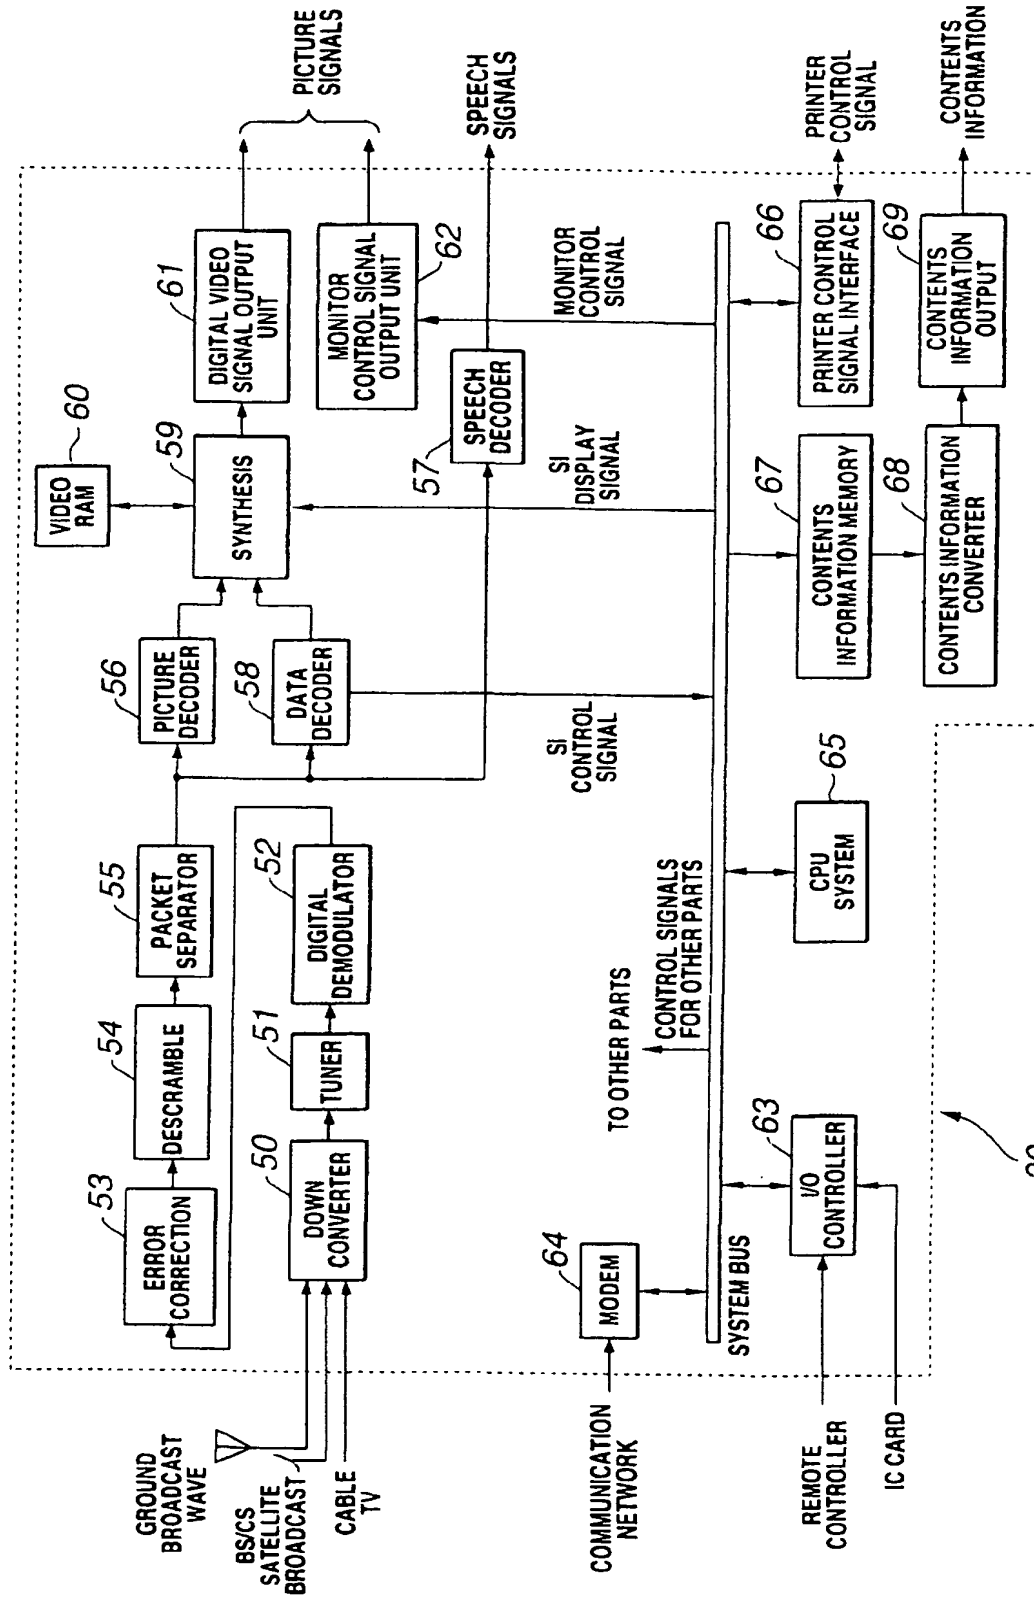 GROUND
BROADCAST
WAVE
BS/CS
SATELLITE
BROADCAST
CABLE
TV
53
ERROR
CORRECTION
54
DESCRAMBLE
55
PACKET
SEPARATOR
50
DOWN
CONVERTER
51
TUNER
52
DIGITAL
DEMODULATOR
56
PICTURE
DECODER
58
DATA
DECODER
60
VIDEO
RAM
59
SYNTHESIS
61
DIGITAL VIDEO
SIGNAL OUTPUT
UNIT
MONITOR
CONTROL SIGNAL
OUTPUT UNIT
62
PICTURE
SIGNALS
57
SPEECH
DECODER
SPEECH
SIGNALS
SI
CONTROL
SIGNAL
SI
DISPLAY
SIGNAL
MONITOR
CONTROL
SIGNAL
COMMUNICATION
NETWORK
64
MODEM
TO OTHER PARTS
CONTROL SIGNALS
FOR OTHER PARTS
SYSTEM BUS
REMOTE
CONTROLLER
IC CARD
63
I/O
CONTROLLER
65
CPU
SYSTEM
67
CONTENTS
INFORMATION MEMORY
66
PRINTER CONTROL
SIGNAL INTERFACE
PRINTER
CONTROL
SIGNAL
68
CONTENTS INFORMATION
CONVERTER
69
CONTENTS
INFORMATION
OUTPUT
CONTENTS
INFORMATION